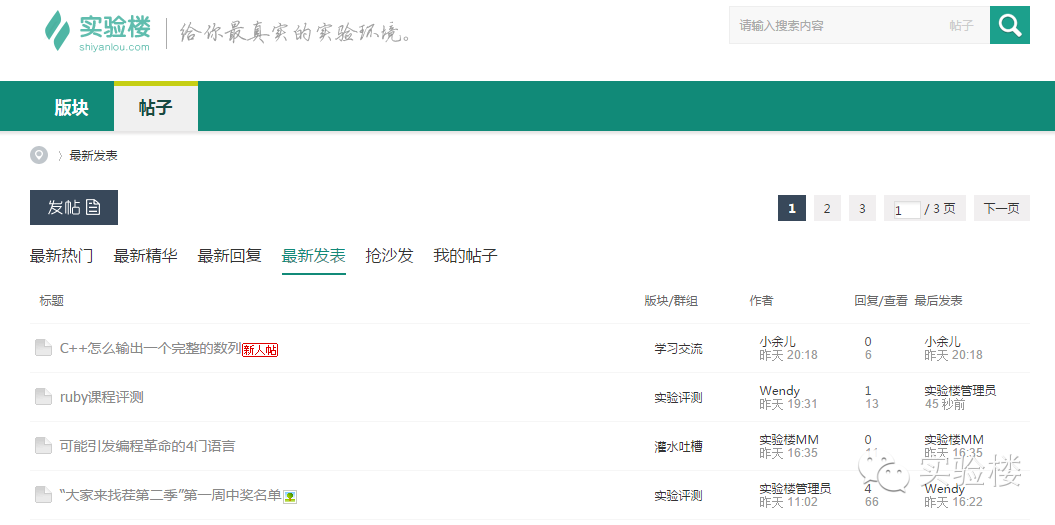 实验楼
shiyanlou.com
给你最真实的实验环境。
请输入搜索内容 帖子
版块 帖子
〉 最新发表
发帖
1 2 3 1 / 3 页 下一页
最新热门 最新精华 最新回复 最新发表 抢沙发 我的帖子
标题 版块/群组 作者 回复/查看 最后发表
C++怎么输出一个完整的数列 新人帖 学习交流 小余儿 0 小余儿
昨天 20:18 6 昨天 20:18
ruby课程评测 实验评测 Wendy 1 实验楼管理员
昨天 19:31 13 45 秒前
可能引发编程革命的4门语言 灌水吐槽 实验楼MM 0 实验楼MM
昨天 16:35 昨天 16:35
“大家来找茬第二季”第一周中奖名单 实验评测 实验楼管理员 4 Wendy
昨天 11:02 66 昨天 16:22
实验楼